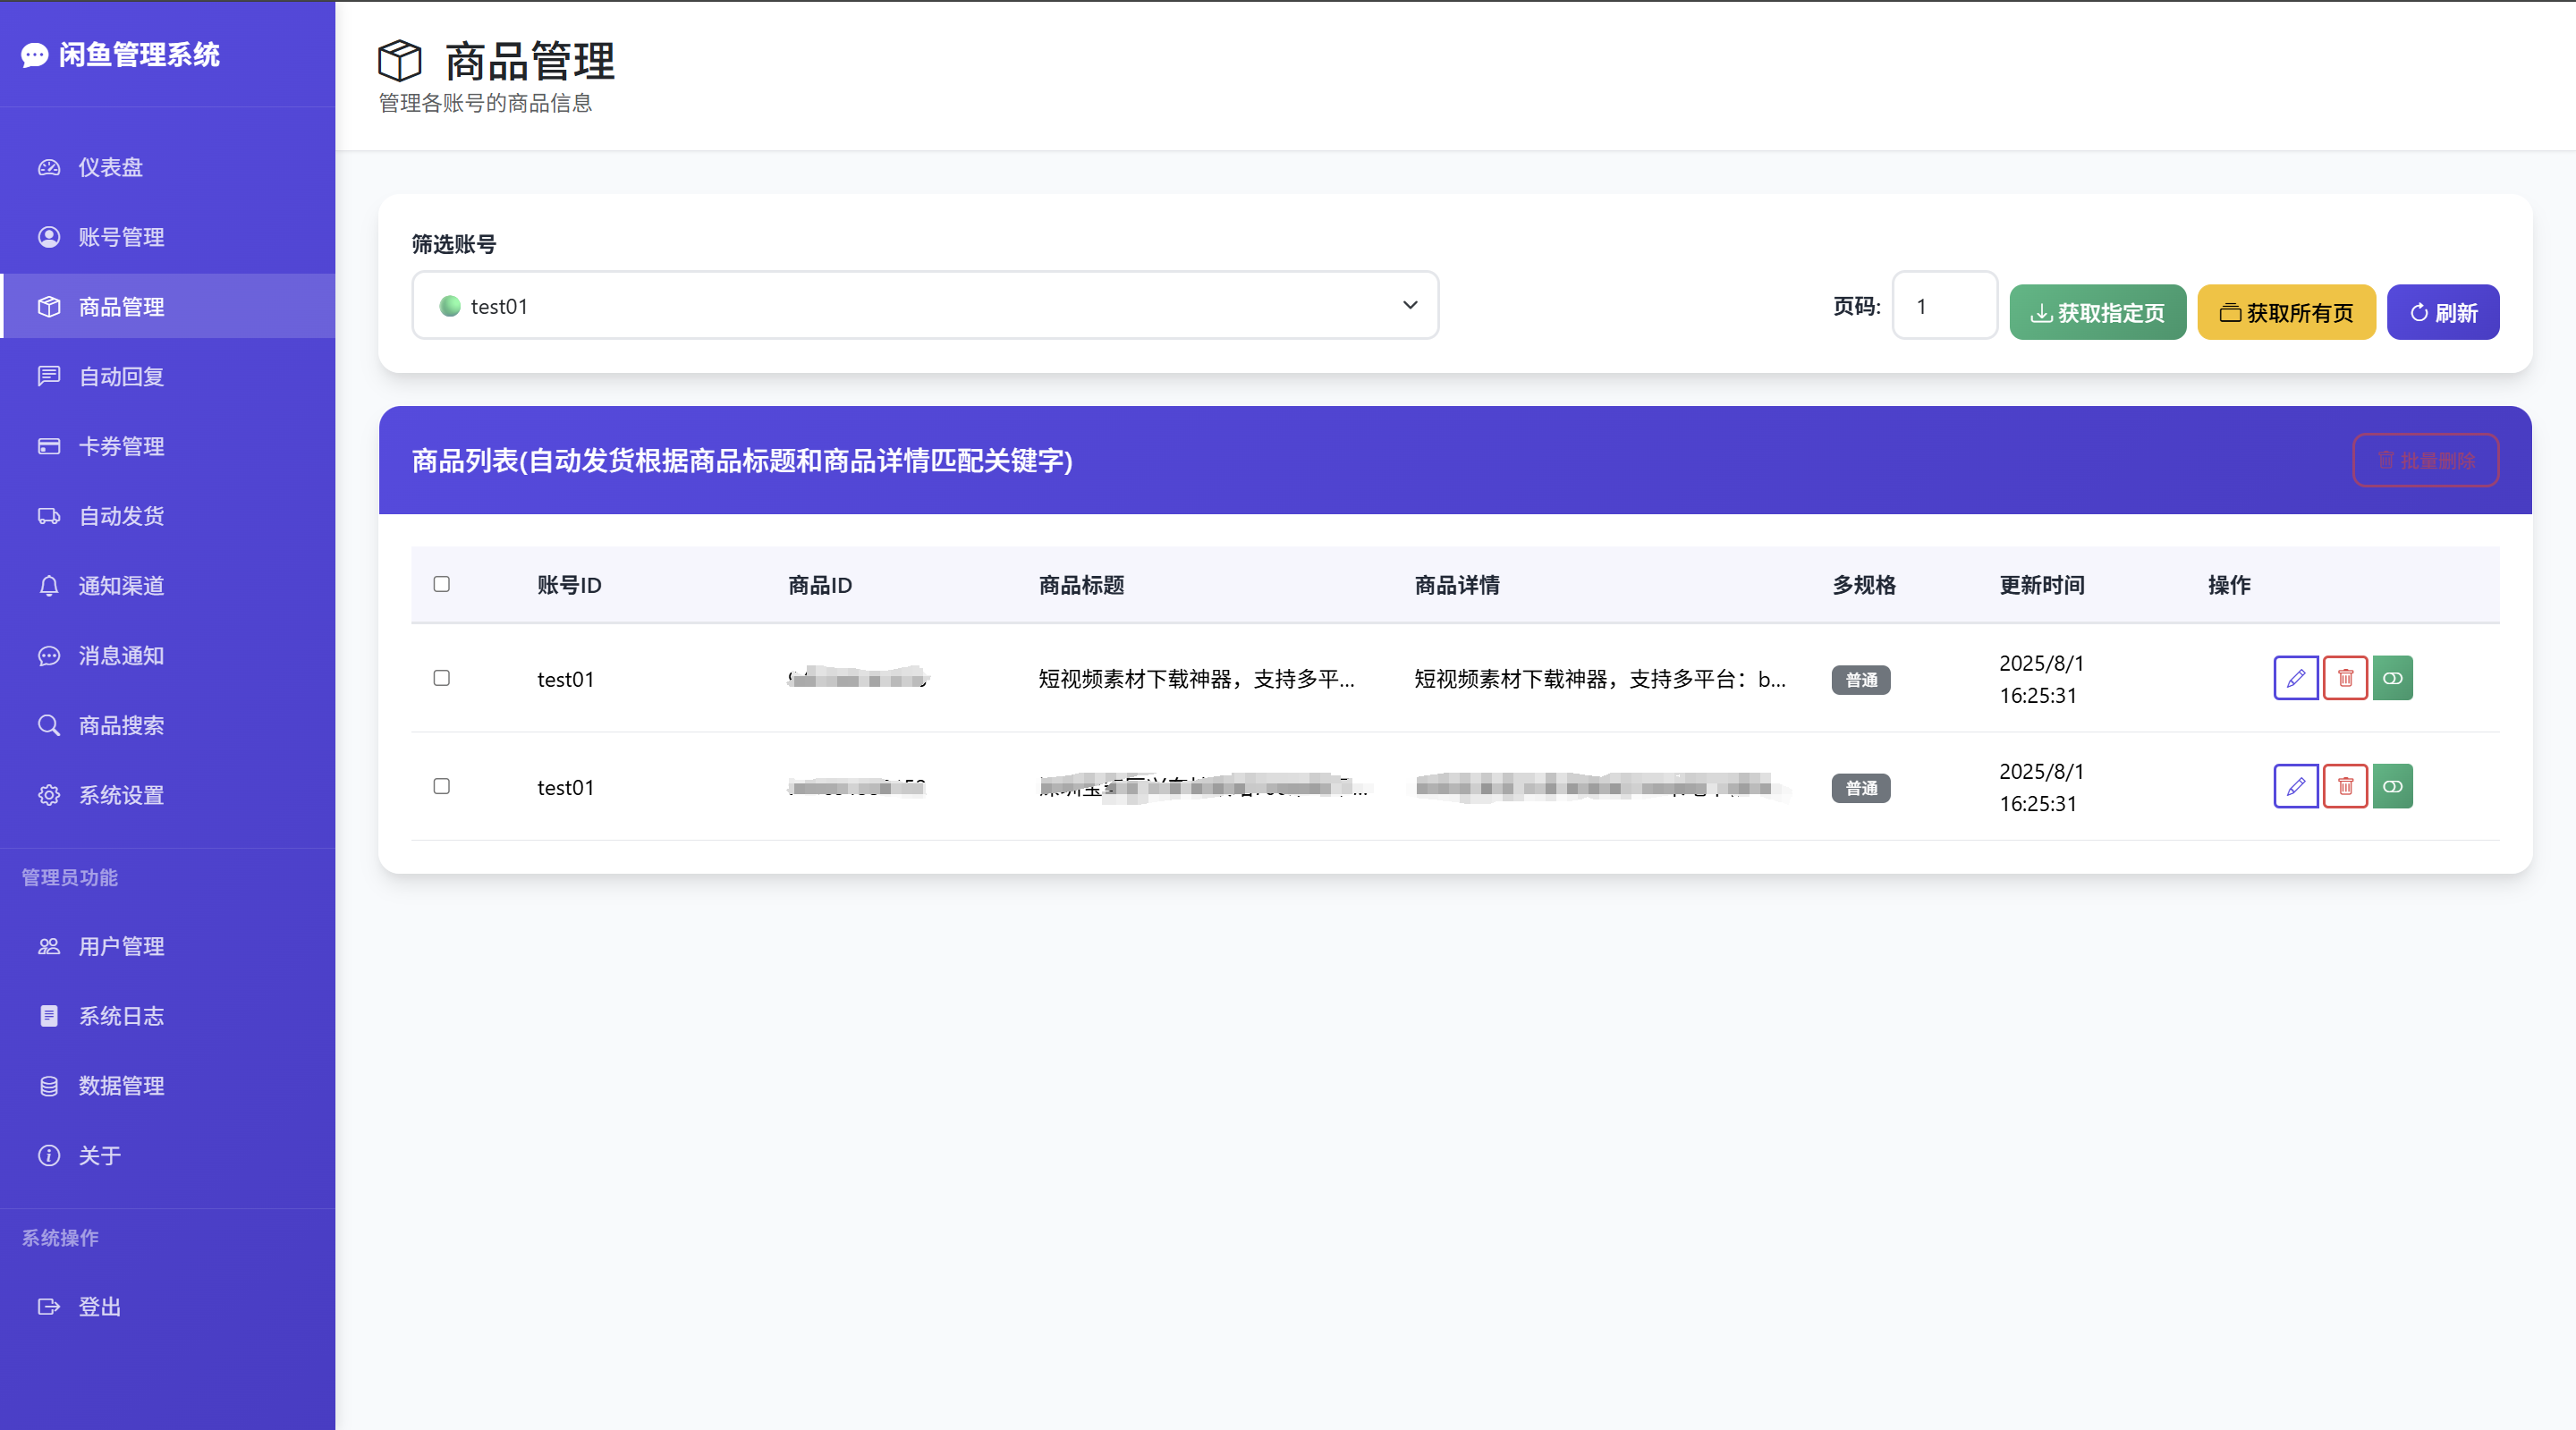 闲鱼管理系统
仪表盘
账号管理
商品管理
自动回复
卡券管理
自动发货
通知渠道
消息通知
商品搜索
系统设置
管理员功能
用户管理
系统日志
数据管理
关于
系统操作
登出
商品管理
管理各账号的商品信息
筛选账号
test01
页码: 1 获取指定页 获取所有页 刷新
商品列表(自动发货根据商品标题和商品详情匹配关键字) 批量删除
账号ID 商品ID 商品标题 商品详情 多规格 更新时间 操作
test01 短视频素材下载神器，支持多平... 短视频素材下载神器，支持多平台：b... 普通 2025/8/1
16:25:31
test01 普通 2025/8/1
16:25:31